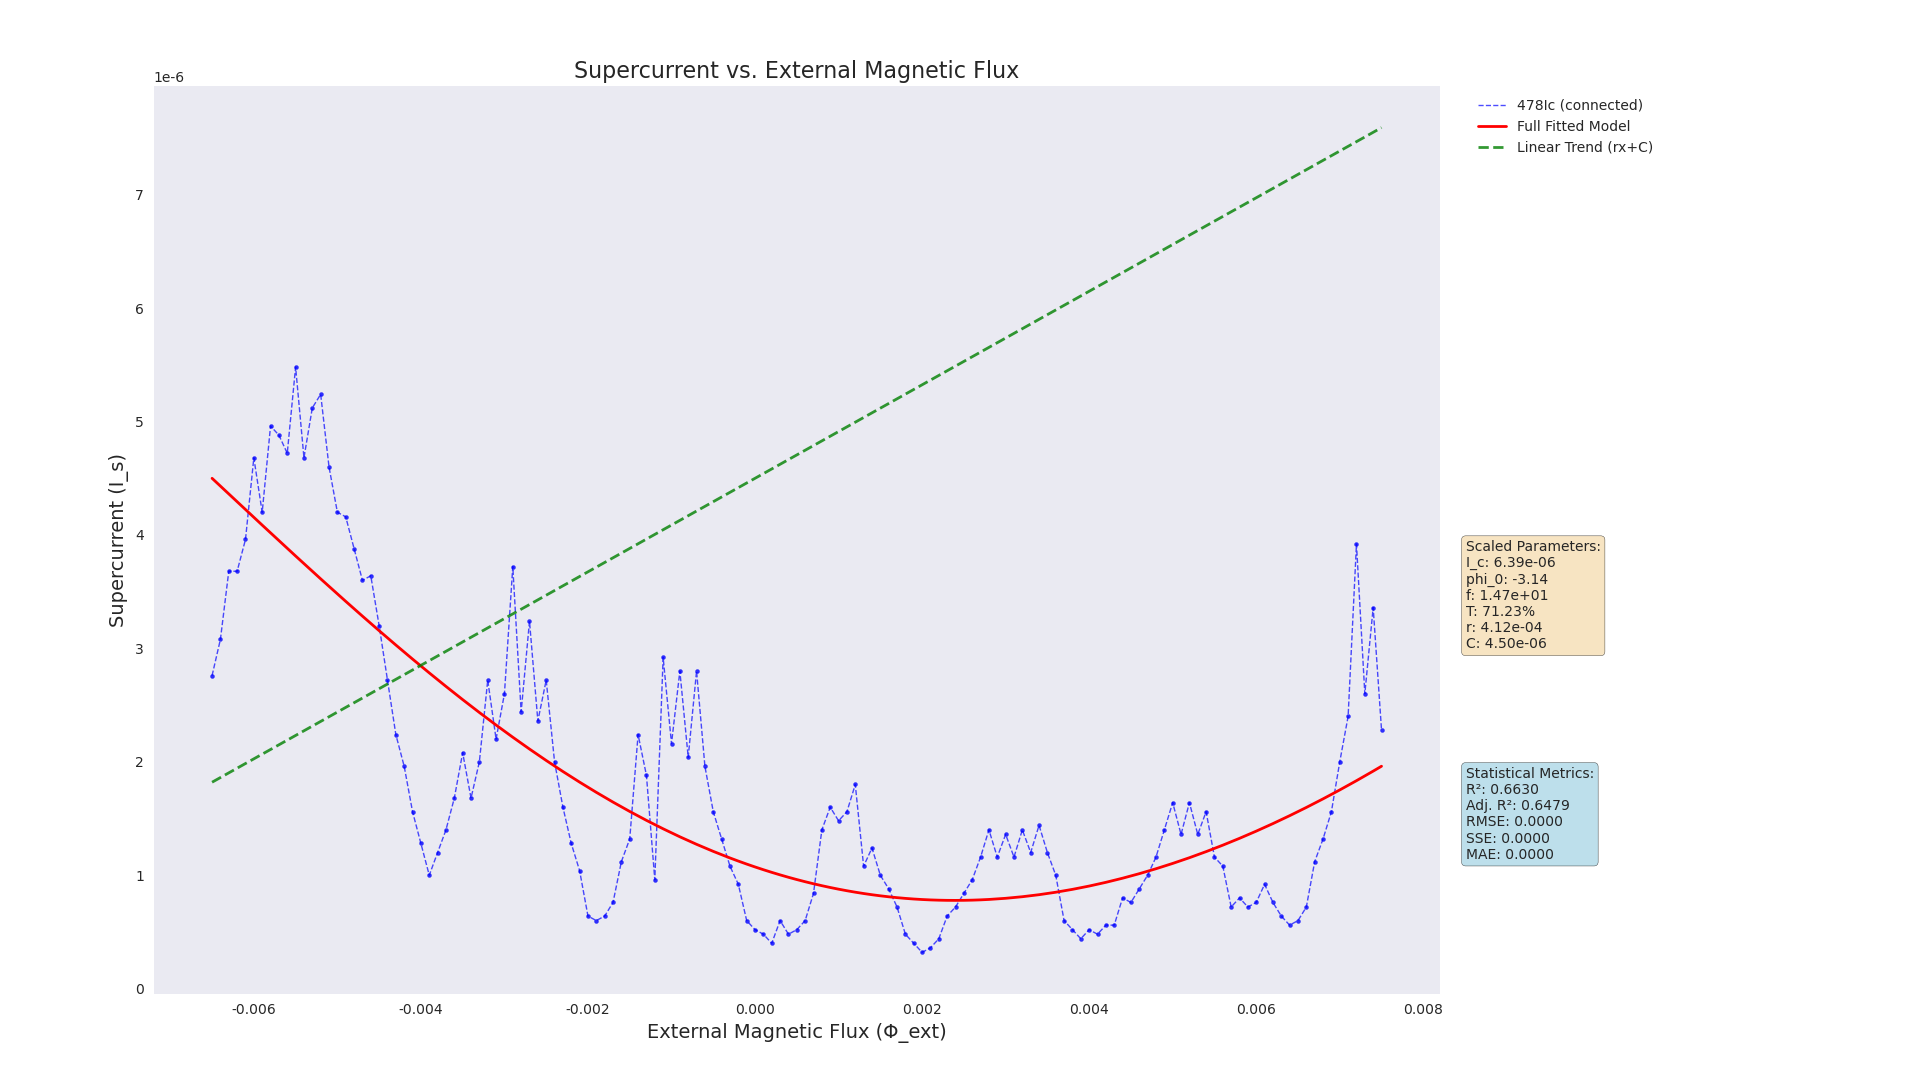 Supercurrent vs. External Magnetic Flux
1e-6
7
6
5
4
3
2
1
0
Supercurrent (I_s)
-0.006
-0.004
-0.002
0.000
0.002
0.004
0.006
0.008
External Magnetic Flux (Φ_ext)
478Ic (connected)
Full Fitted Model
Linear Trend (rx+C)
Scaled Parameters:
I_c: 6.39e-06
phi_0: -3.14
f: 1.47e+01
T: 71.23%
r: 4.12e-04
C: 4.50e-06
Statistical Metrics:
R²: 0.6630
Adj. R²: 0.6479
RMSE: 0.0000
SSE: 0.0000
MAE: 0.0000